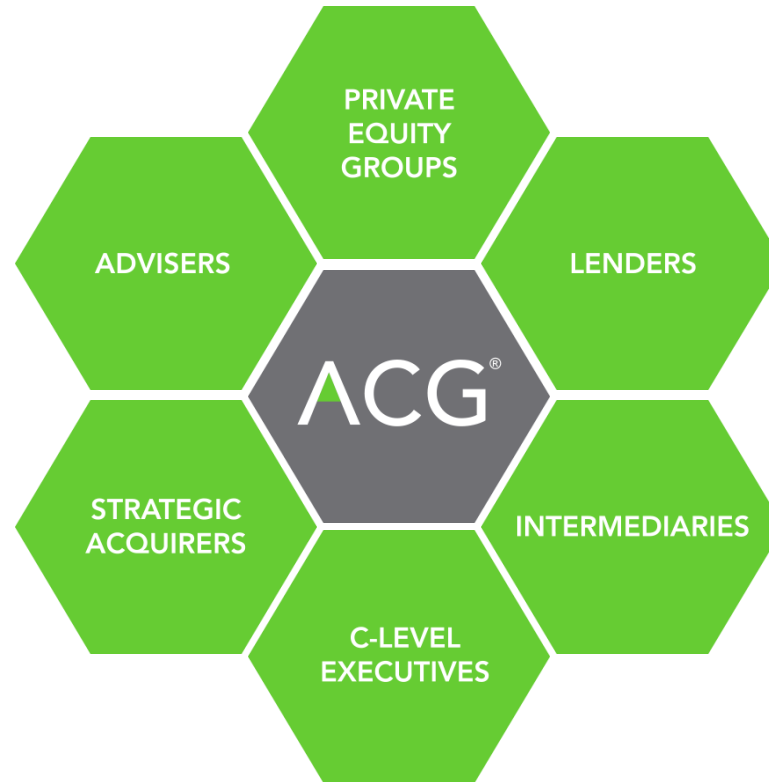 PRIVATE
EQUITY
GROUPS
ADVISERS
LENDERS
ACG®
STRATEGIC
ACQUIRERS
INTERMEDIARIES
C-LEVEL
EXECUTIVES